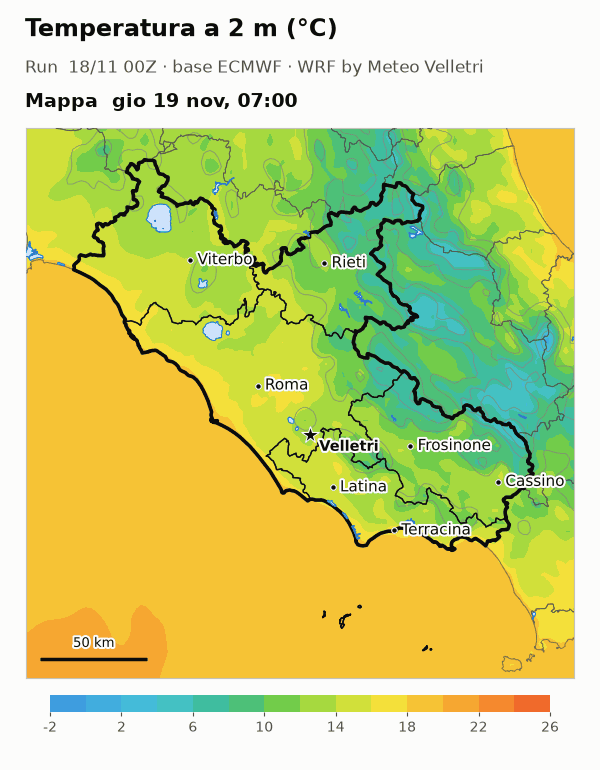 Temperatura a 2 m (°C)
Run  18/11 00Z · base ECMWF · WRF by Meteo Velletri
Mappa  gio 19 nov, 07:00
Viterbo
Rieti
Roma
Velletri
Frosinone
Cassino
Latina
Terracina
50 km
-2 2 6 10 14 18 22 26